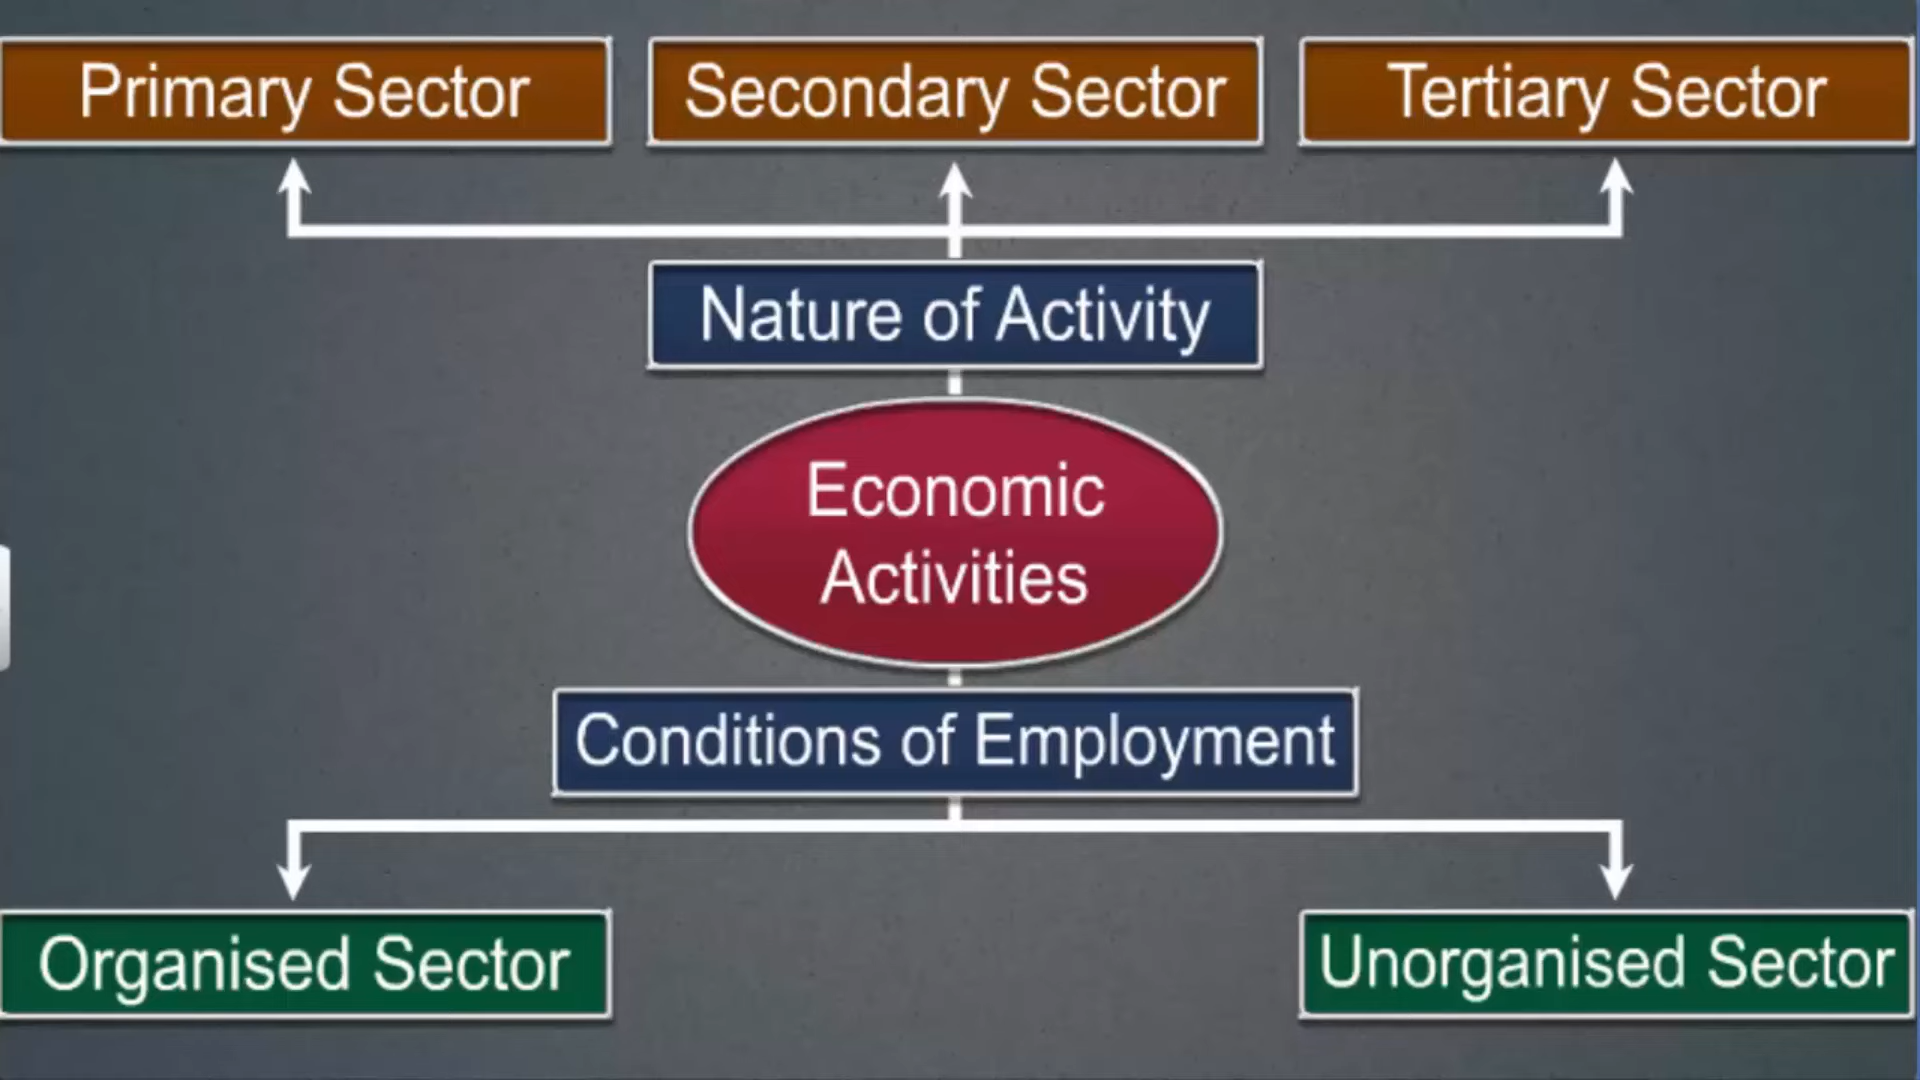 Primary Sector
Secondary Sector
Tertiary Sector
Nature of Activity
Economic
Activities
Conditions of Employment
Organised Sector
Unorganised Sector